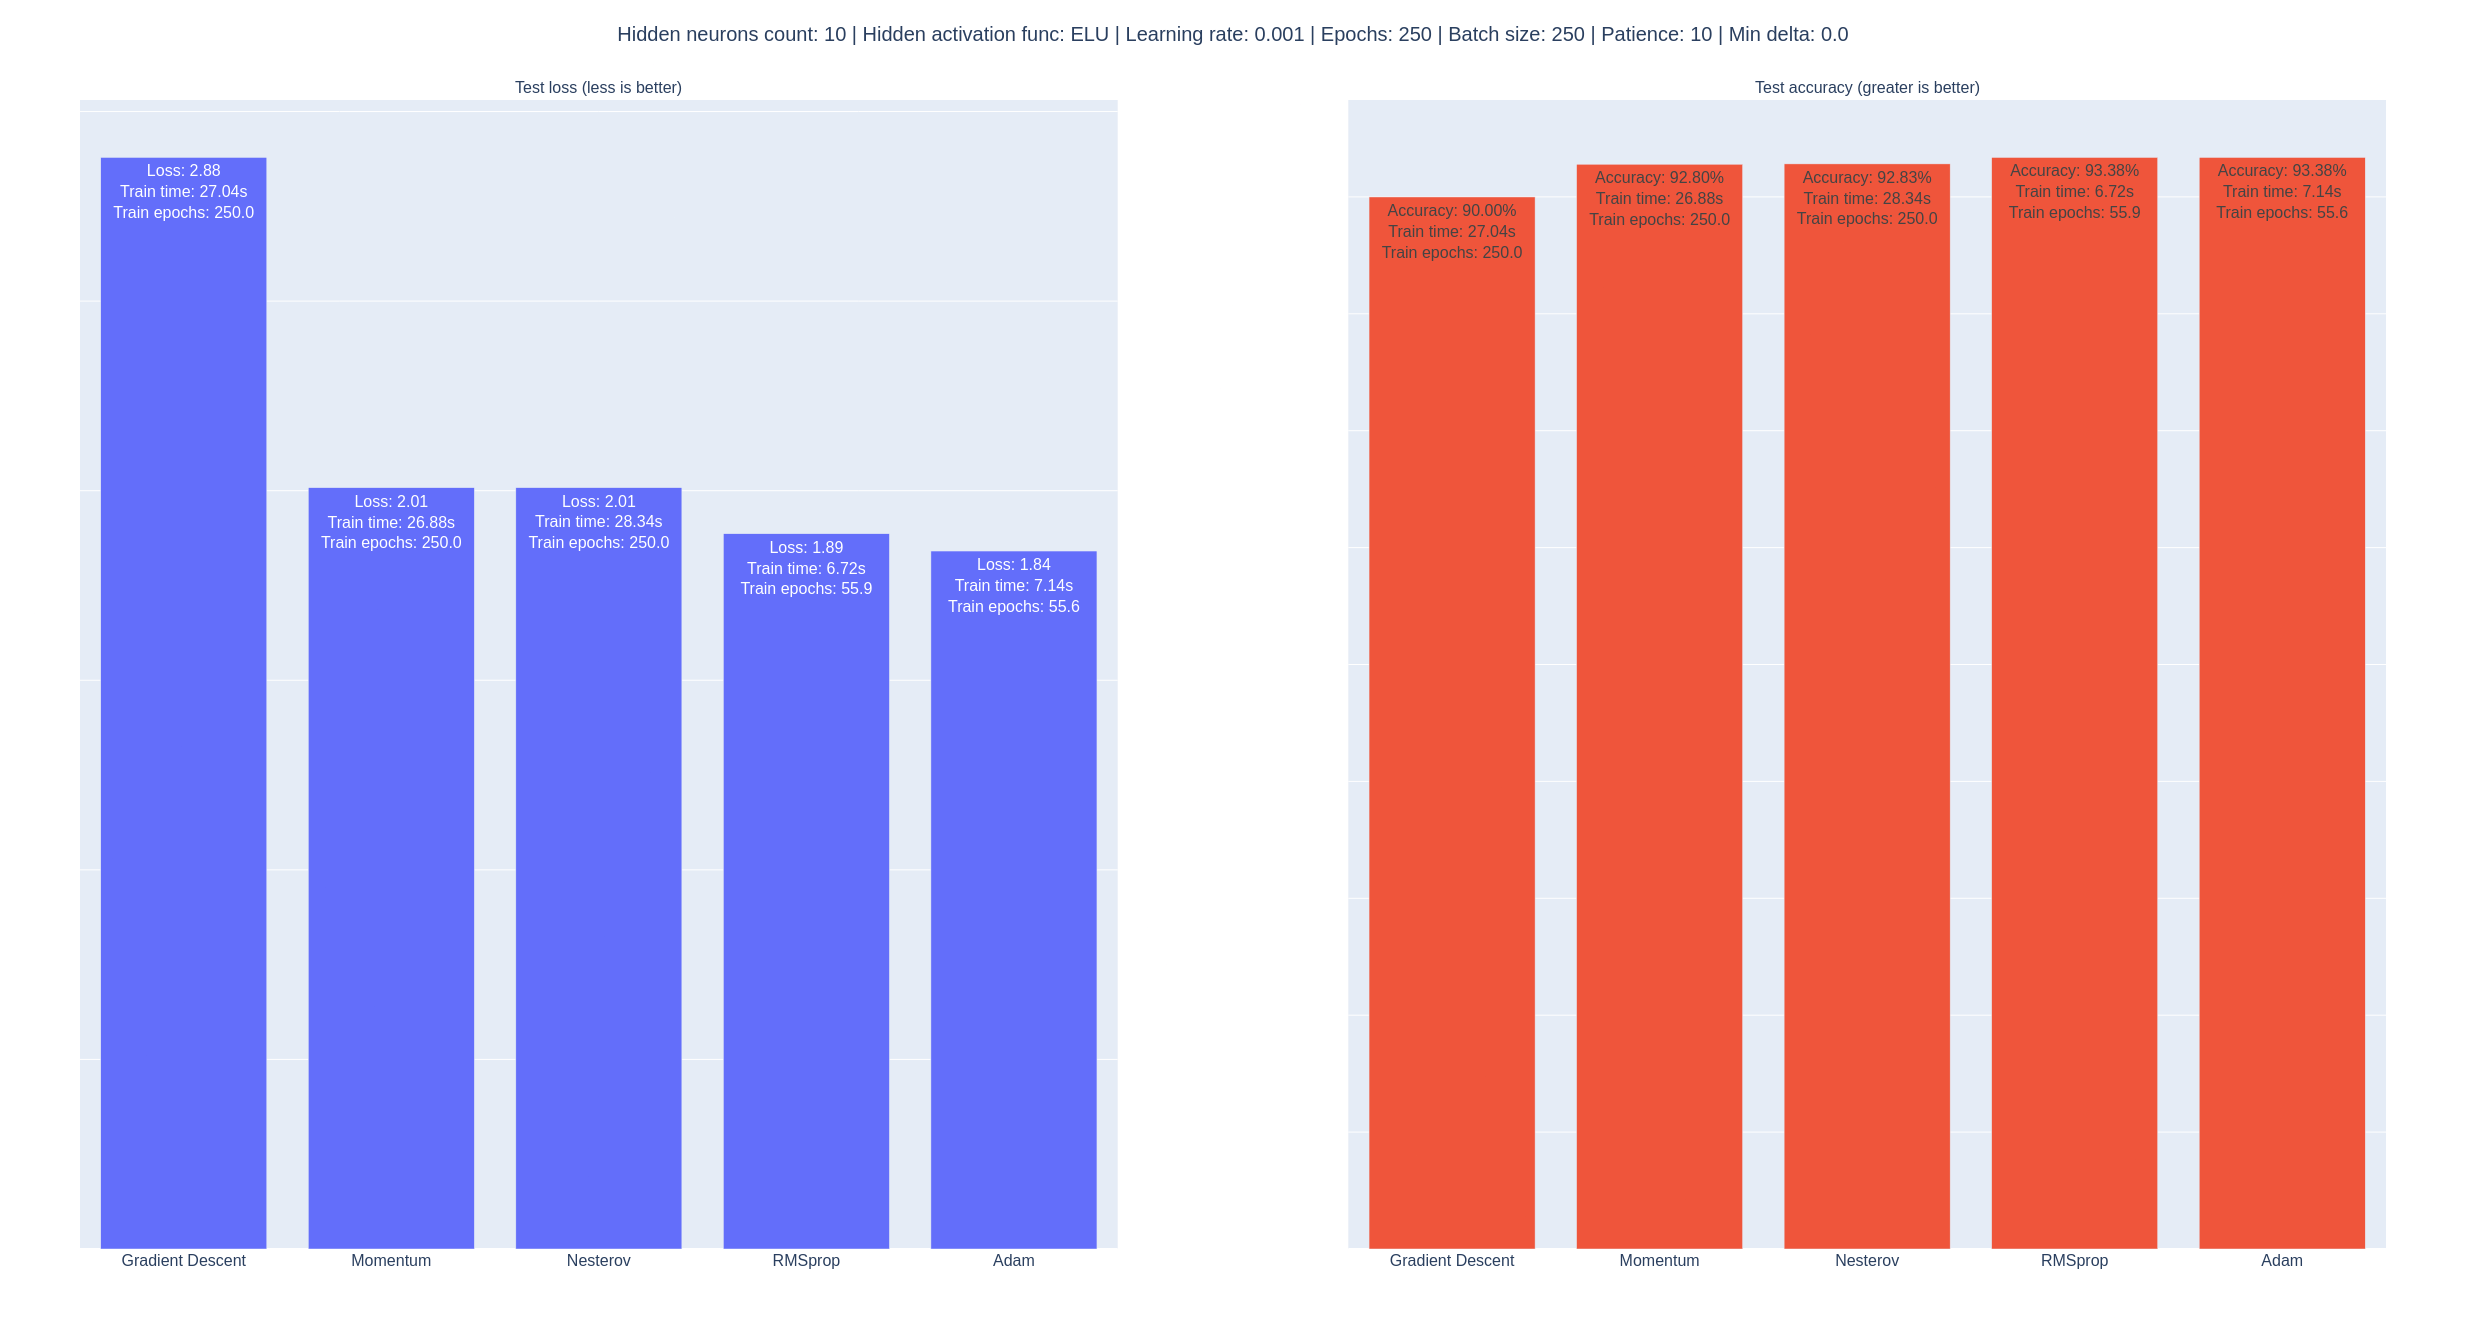 Hidden neurons count: 10 | Hidden activation func: ELU | Learning rate: 0.001 | Epochs: 250 | Batch size: 250 | Patience: 10 | Min delta: 0.0
Test loss (less is better)
Loss: 2.88
Train time: 27.04s
Train epochs: 250.0
Loss: 2.01
Train time: 26.88s
Train epochs: 250.0
Loss: 2.01
Train time: 28.34s
Train epochs: 250.0
Loss: 1.89
Train time: 6.72s
Train epochs: 55.9
Loss: 1.84
Train time: 7.14s
Train epochs: 55.6
Gradient Descent
Momentum
Nesterov
RMSprop
Adam
Test accuracy (greater is better)
Accuracy: 90.00%
Train time: 27.04s
Train epochs: 250.0
Accuracy: 92.80%
Train time: 26.88s
Train epochs: 250.0
Accuracy: 92.83%
Train time: 28.34s
Train epochs: 250.0
Accuracy: 93.38%
Train time: 6.72s
Train epochs: 55.9
Accuracy: 93.38%
Train time: 7.14s
Train epochs: 55.6
Gradient Descent
Momentum
Nesterov
RMSprop
Adam